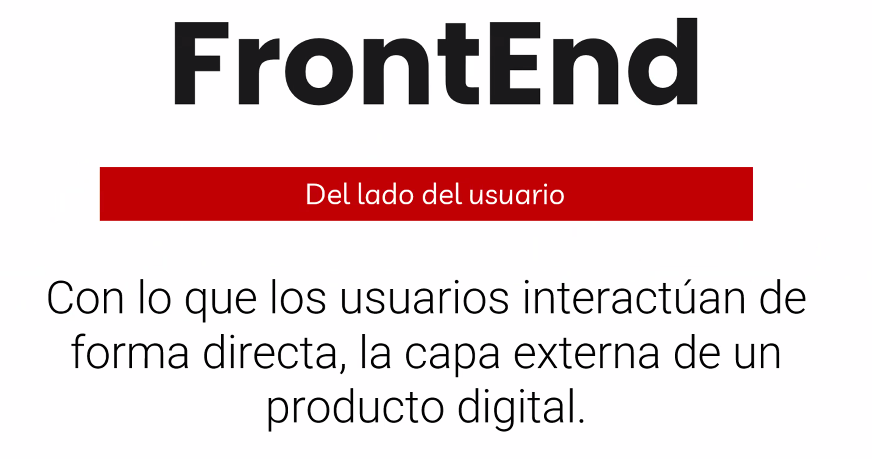 FrontEnd
Del lado del usuario
Con lo que los usuarios interactúan de
forma directa, la capa externa de un
producto digital.